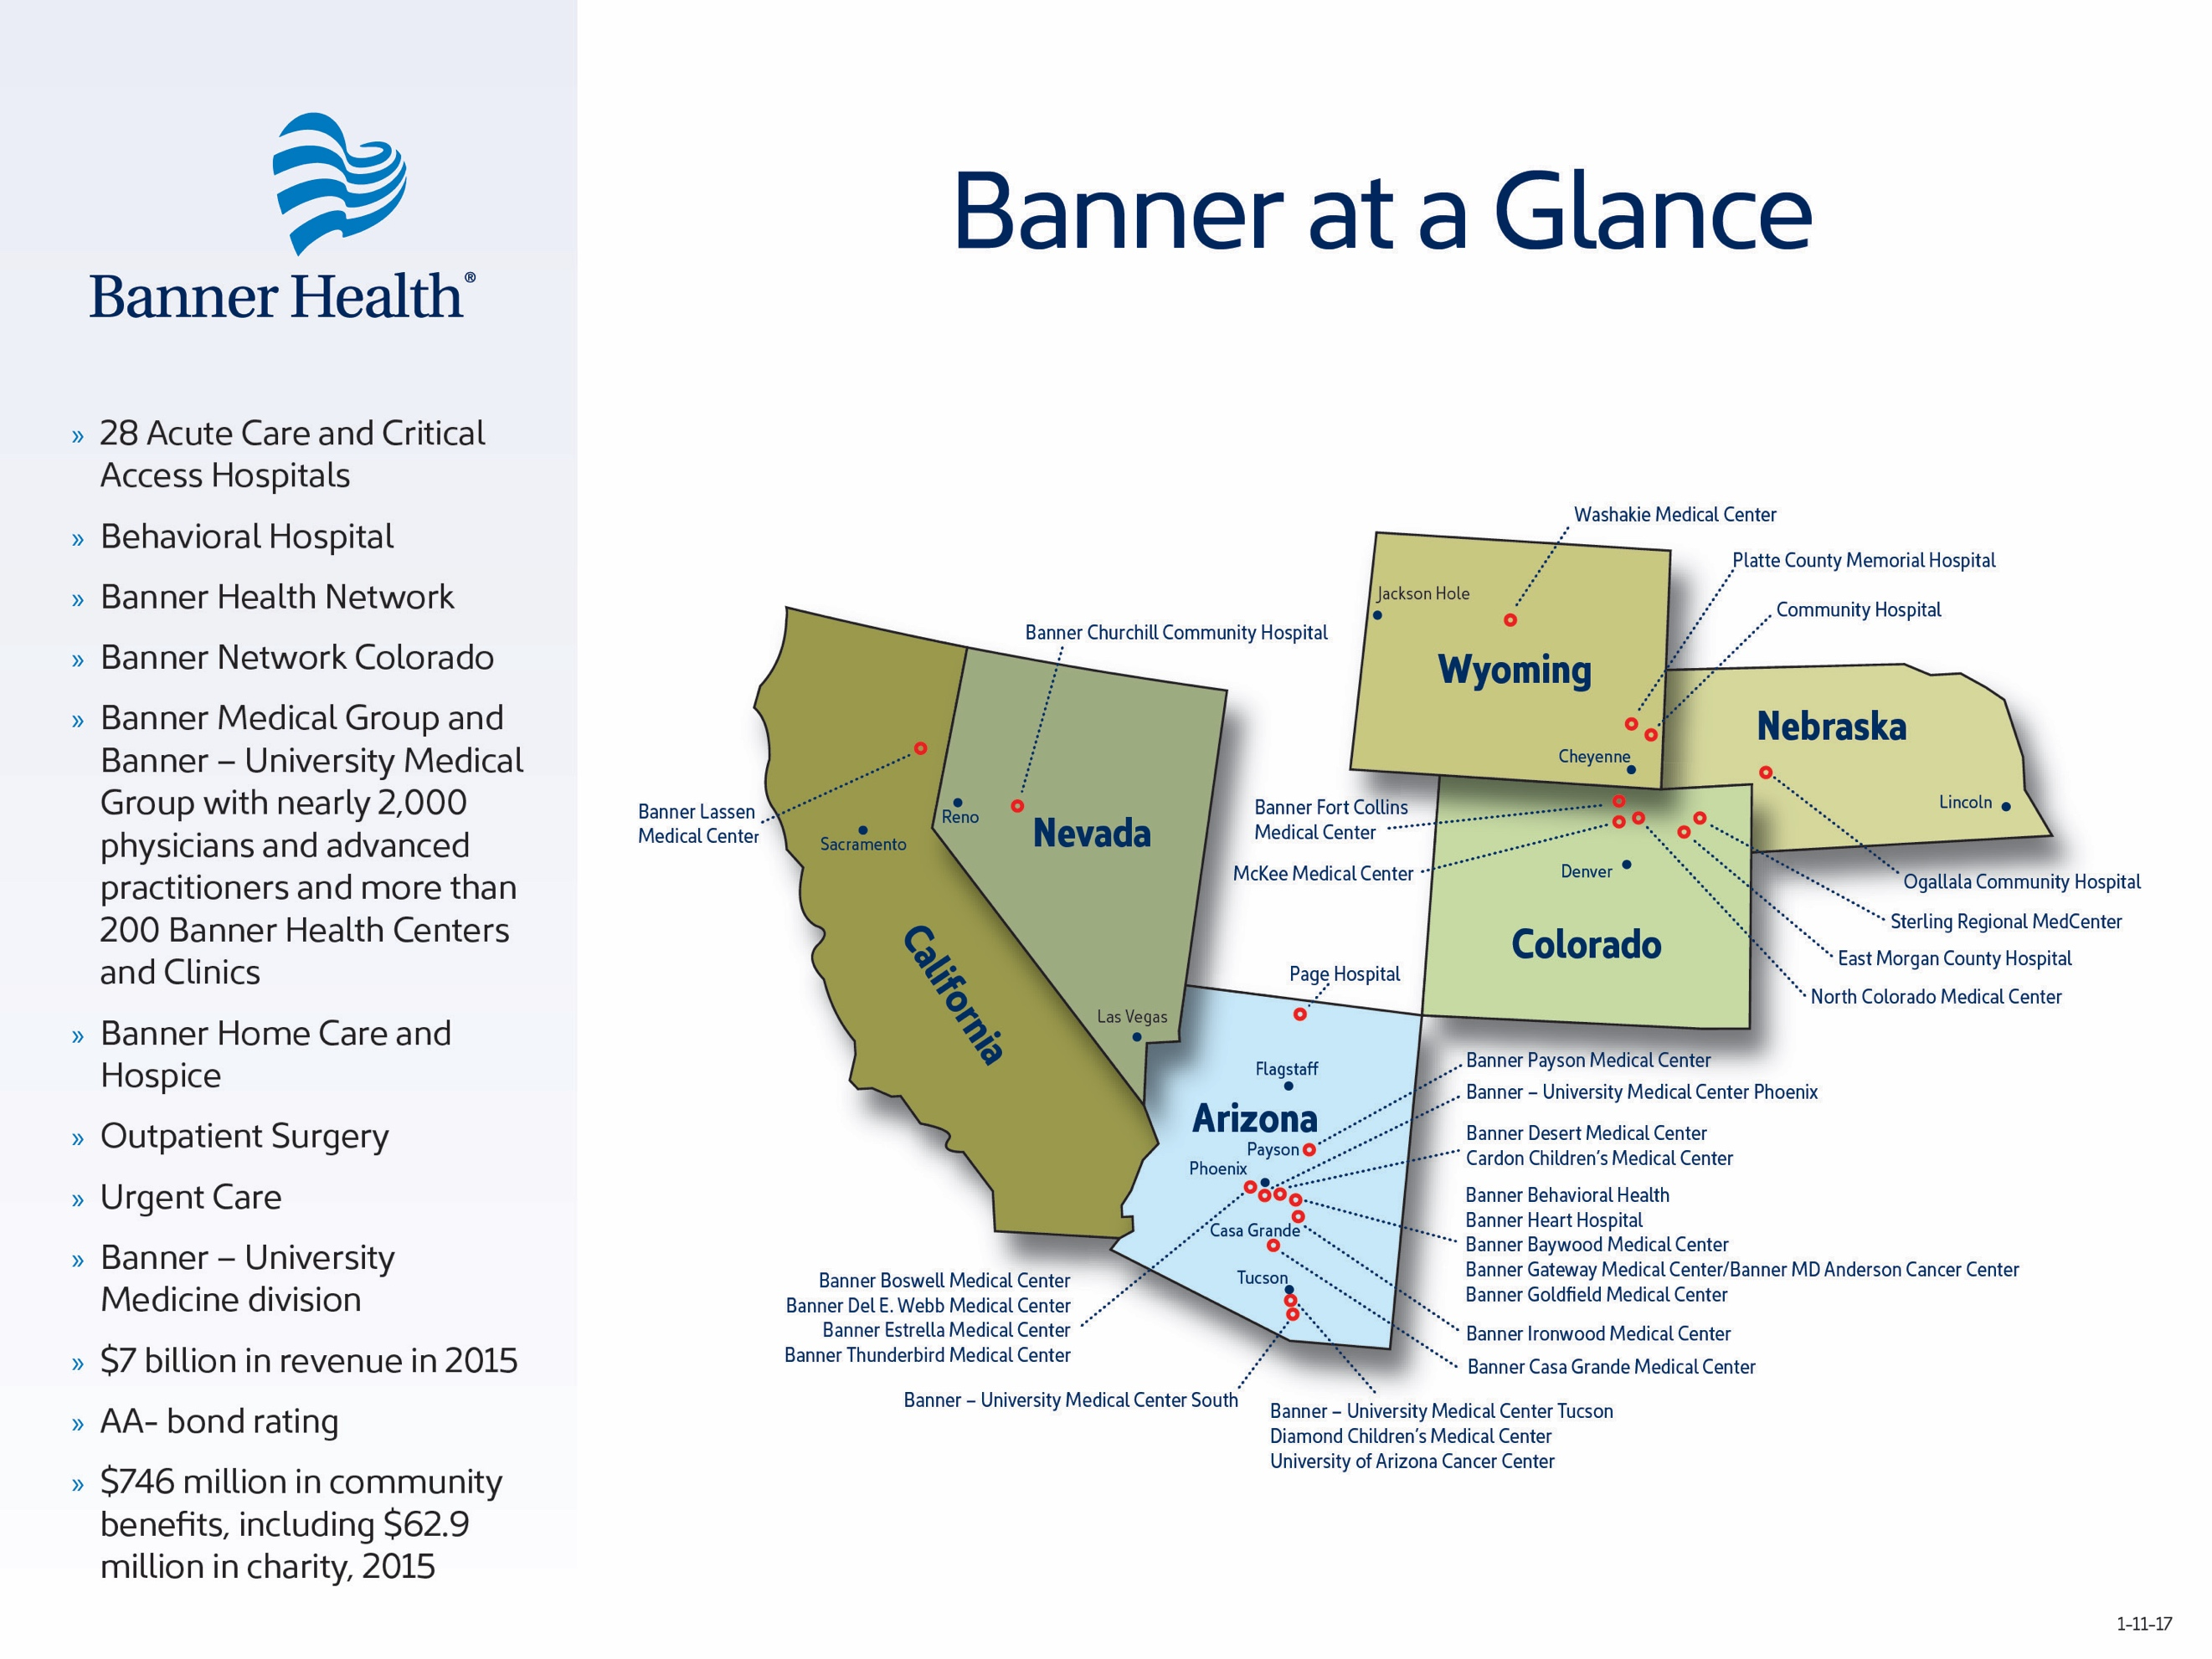 Banner Health®
» 28 Acute Care and Critical
Access Hospitals
» Behavioral Hospital
» Banner Health Network
» Banner Network Colorado
» Banner Medical Group and
Banner – University Medical
Group with nearly 2,000
physicians and advanced
practitioners and more than
200 Banner Health Centers
and Clinics
» Banner Home Care and
Hospice
» Outpatient Surgery
» Urgent Care
» Banner – University
Medicine division
» $7 billion in revenue in 2015
» AA- bond rating
» $746 million in community
benefits, including $62.9
million in charity, 2015
Banner at a Glance
Washakie Medical Center
Platte County Memorial Hospital
Jackson Hole
Community Hospital
Banner Churchill Community Hospital
Wyoming
Nebraska
Cheyenne
Banner Lassen
Medical Center
Reno
Sacramento
Nevada
Banner Fort Collins
Medical Center
Lincoln
McKee Medical Center
Denver
Ogallala Community Hospital
Sterling Regional MedCenter
Colorado
East Morgan County Hospital
North Colorado Medical Center
California
Page Hospital
Las Vegas
Flagstaff
Arizona
Payson
Phoenix
Casa Grande
Tucson
Banner Payson Medical Center
Banner – University Medical Center Phoenix
Banner Desert Medical Center
Cardon Children's Medical Center
Banner Behavioral Health
Banner Heart Hospital
Banner Baywood Medical Center
Banner Gateway Medical Center/Banner MD Anderson Cancer Center
Banner Goldfield Medical Center
Banner Ironwood Medical Center
Banner Casa Grande Medical Center
Banner Boswell Medical Center
Banner Del E. Webb Medical Center
Banner Estrella Medical Center
Banner Thunderbird Medical Center
Banner – University Medical Center South
Banner – University Medical Center Tucson
Diamond Children's Medical Center
University of Arizona Cancer Center
1-11-17